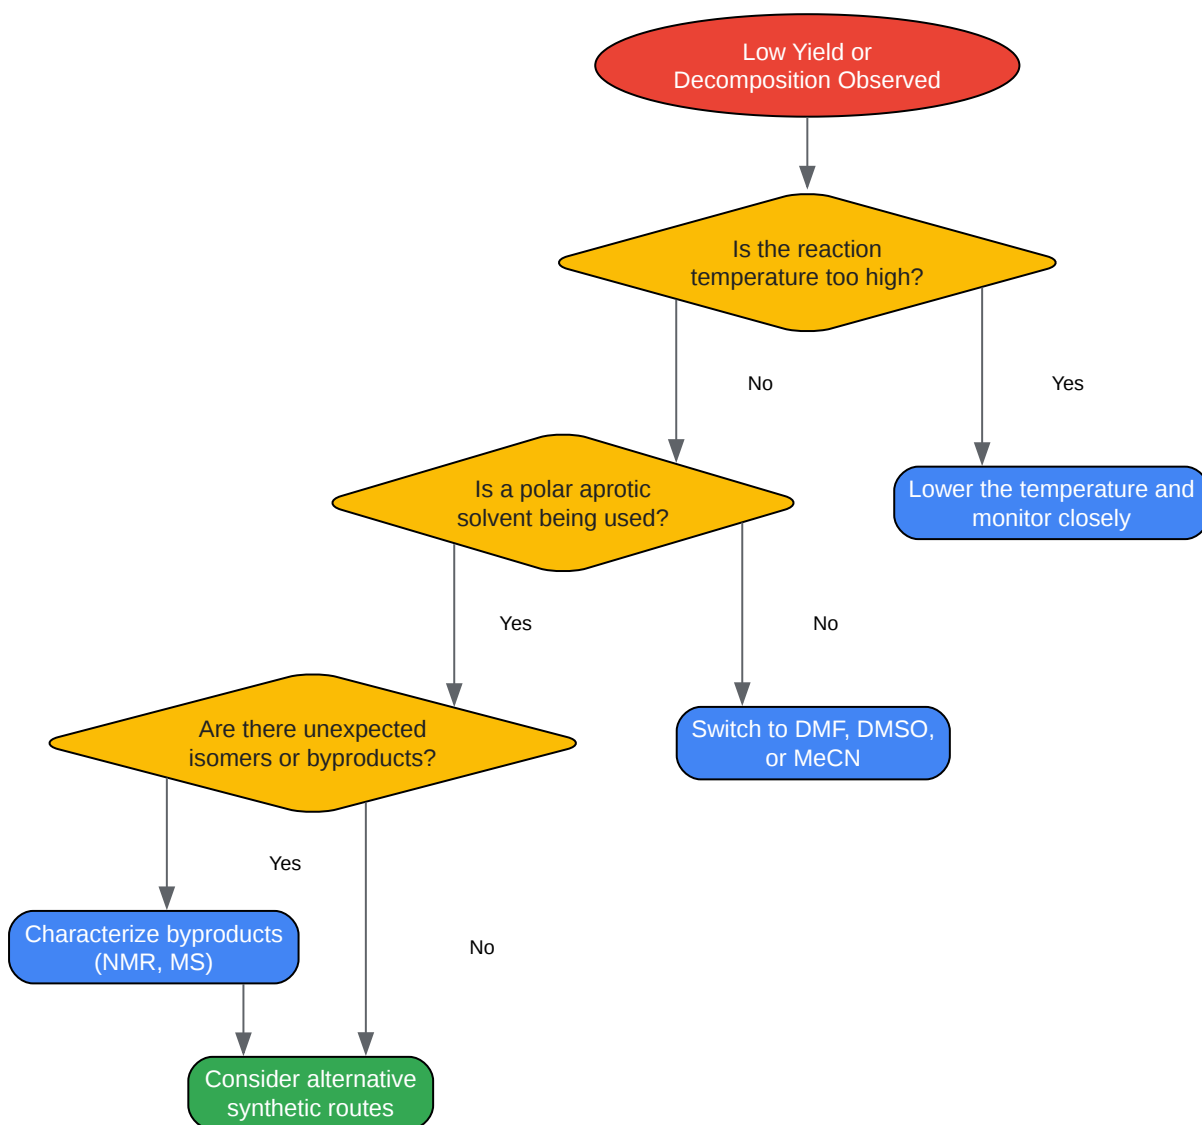 Low Yield or
Decomposition Observed
Is the reaction
temperature too high?
No
Yes
Is a polar aprotic
solvent being used?
Lower the temperature and
monitor closely
Yes
No
Are there unexpected
isomers or byproducts?
Switch to DMF, DMSO,
or MeCN
Yes
Characterize byproducts
(NMR, MS)
No
Consider alternative
synthetic routes